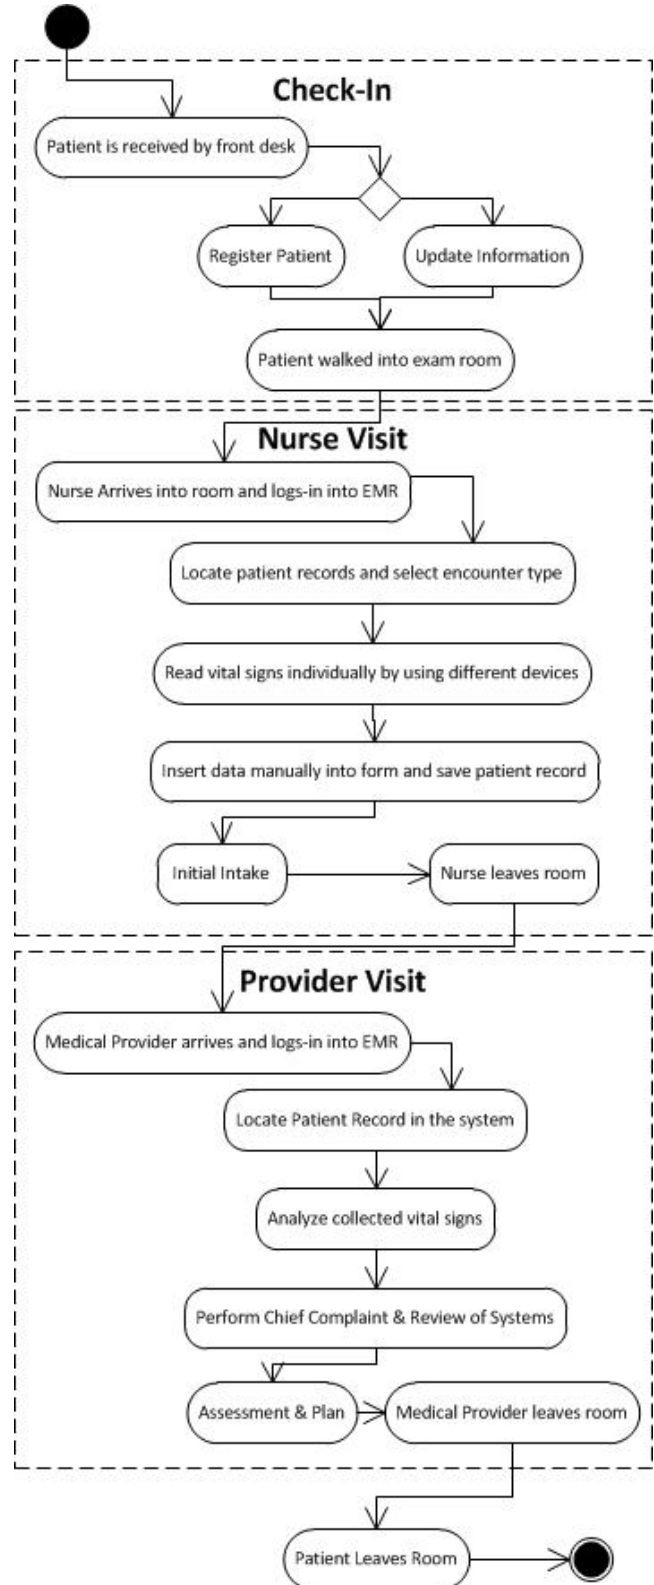 Check-In
Patient is received by front desk
Register Patient
Update Information
Patient walked into exam room
Nurse Visit
Nurse Arrives into room and logs-in into EMR
Locate patient records and select encounter type
Read vital signs individually by using different devices
Insert data manually into form and save patient record
Initial Intake
Nurse leaves room
Provider Visit
Medical Provider arrives and logs-in into EMR
Locate Patient Record in the system
Analyze collected vital signs
Perform Chief Complaint & Review of Systems
Assessment & Plan
Medical Provider leaves room
Patient Leaves Room